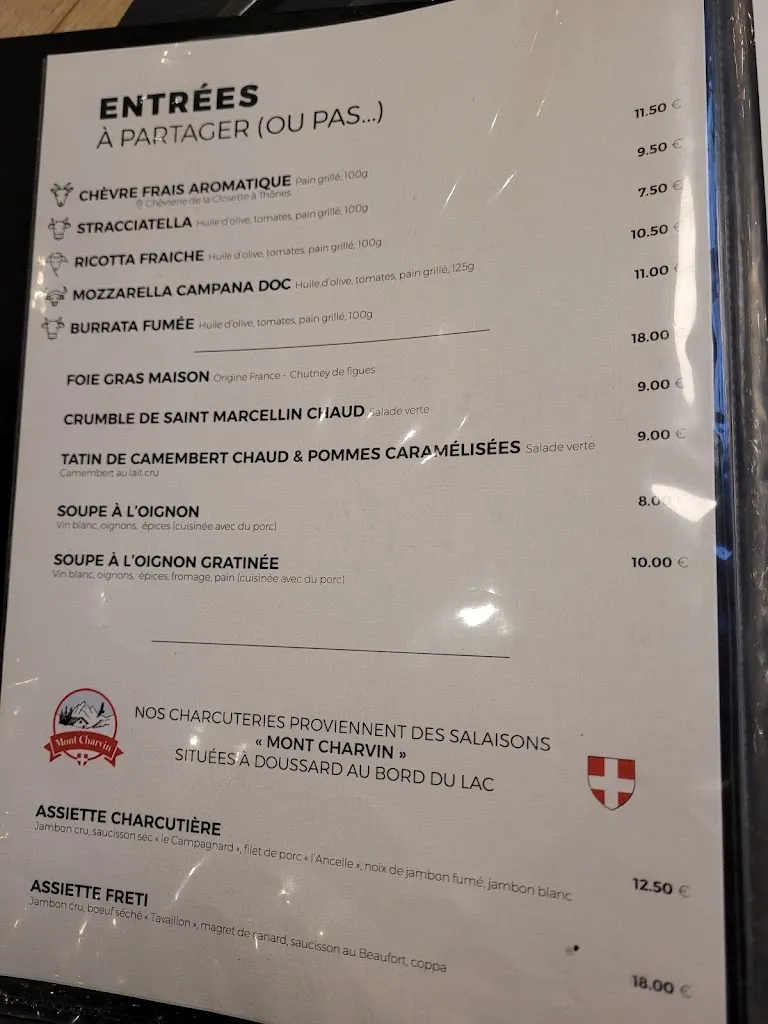 ENTRÉES
À PARTAGER (OU PAS...)
CHÈVRE FRAIS AROMATIQUE Pain grillé, 100g 11.50 €
Chèvrerie de la Closette à Thônes
STRACCIATELLA Huile d'olive, tomates, pain grillé, 100g 9.50 €
RICOTTA FRAICHE Huile d'olive, tomates, pain grillé, 100g 7.50 €
MOZZARELLA CAMPANA DOC Huile d'olive, tomates, pain grillé, 125g 10.50 €
BURRATA FUMÉE Huile d'olive, tomates, pain grillé, 100g 11.00 €
FOIE GRAS MAISON Origine France - Chutney de figues 18.00 €
CRUMBLE DE SAINT MARCELLIN CHAUD Salade verte 9.00 €
TATIN DE CAMEMBERT CHAUD & POMMES CARAMÉLISÉES Salade verte 9.00 €
Camembert au lait cru
SOUPE À L'OIGNON 8.00
Vin blanc, oignons, épices (cuisinée avec du porc)
SOUPE À L'OIGNON GRATINÉE 10.00 €
Vin blanc, oignons, épices, fromage, pain (cuisinée avec du porc)
Mont Charvin
NOS CHARCUTERIES PROVIENNENT DES SALAISONS
« MONT CHARVIN »
SITUÉES À DOUSSARD AU BORD DU LAC
ASSIETTE CHARCUTIÈRE
Jambon cru, saucisson sec « le Campagnard », filet de porc « l'Ancelle », noix de jambon fumé, jambon blanc 12.50 €
ASSIETTE FRETI
Jambon cru, boeuf séché « Tavaillon », magret de canard, saucisson au Beaufort, coppa 18.00 €